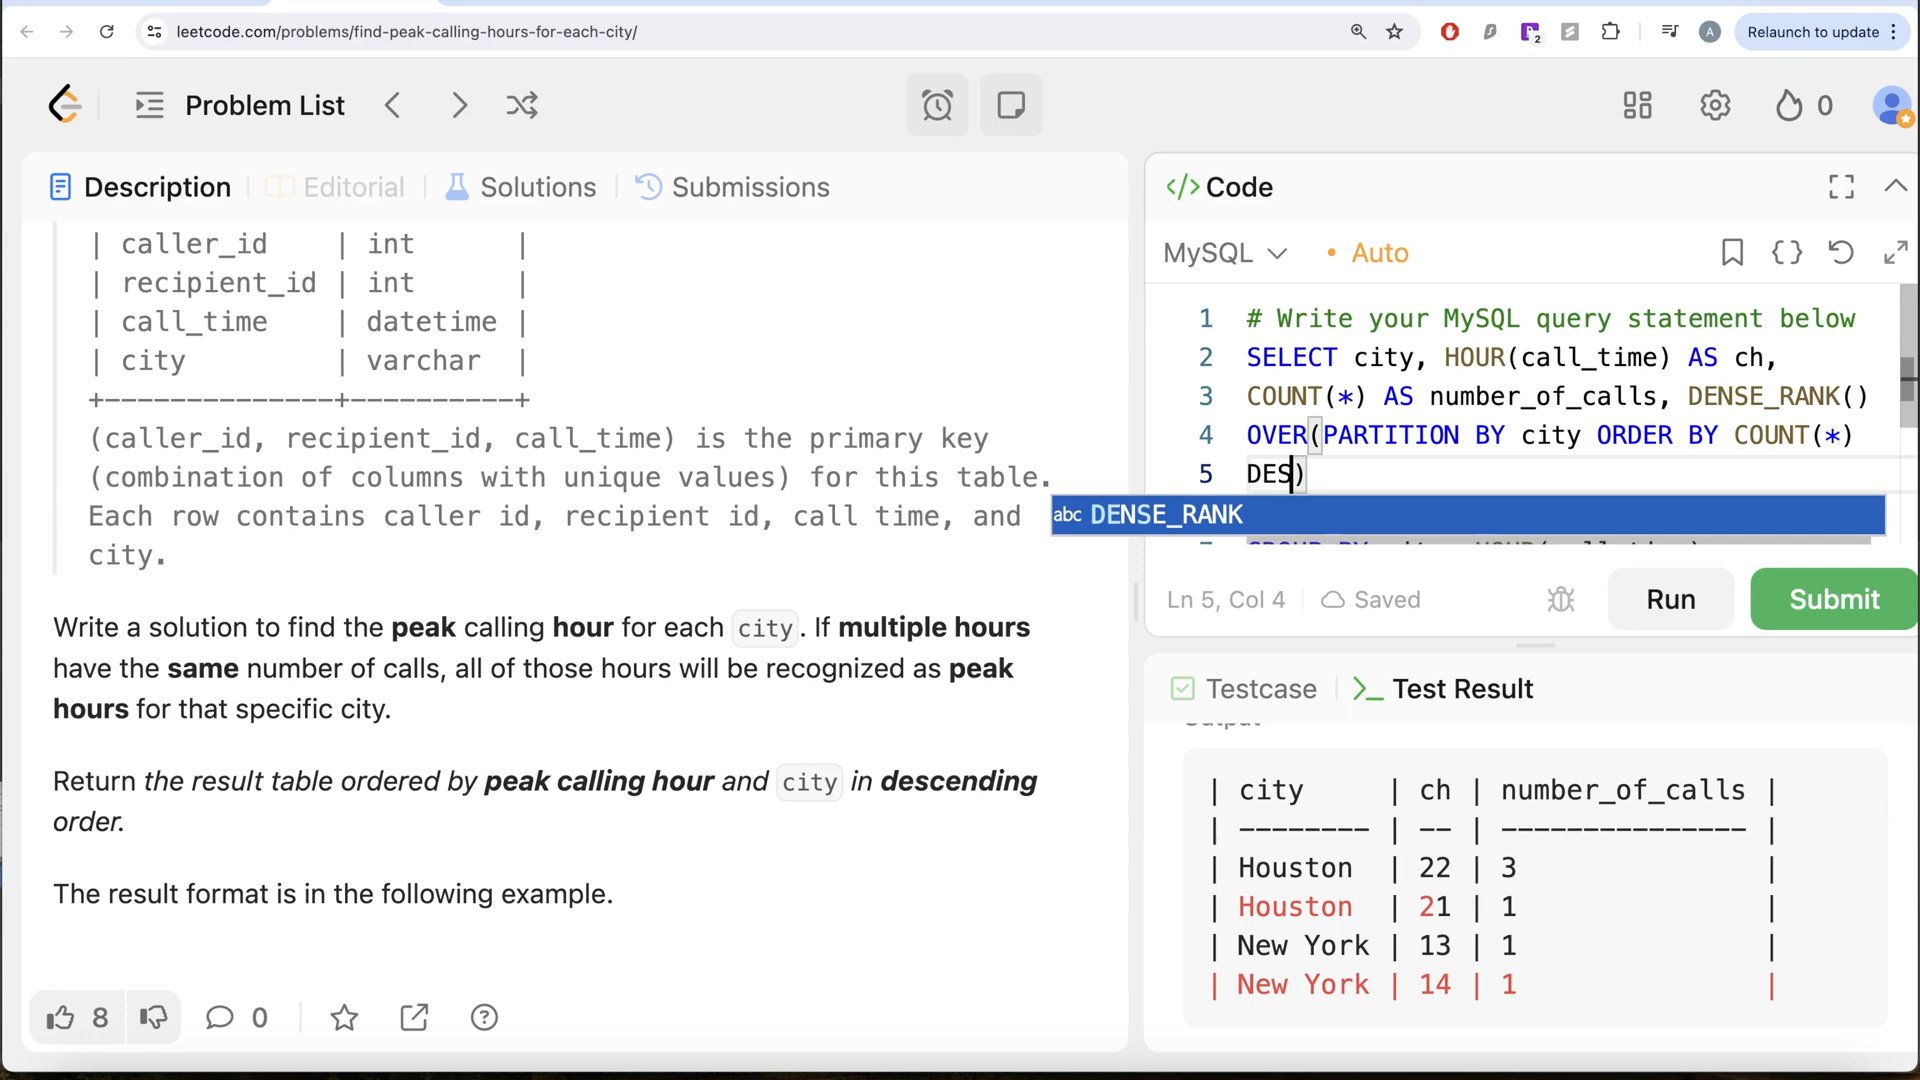 leetcode.com/problems/find-peak-calling-hours-for-each-city/
2
A
Relaunch to update
Problem List
0
Description
Editorial
Solutions
Submissions
| caller_id | int |
| recipient_id | int |
| call_time | datetime |
| city | varchar |
+--------------+----------+
(caller_id, recipient_id, call_time) is the primary key
(combination of columns with unique values) for this table.
Each row contains caller id, recipient id, call time, and
city.
Write a solution to find the peak calling hour for each city. If multiple hours
have the same number of calls, all of those hours will be recognized as peak
hours for that specific city.
Return the result table ordered by peak calling hour and city in descending
order.
The result format is in the following example.
8
0
</> Code
MySQL
Auto
1 # Write your MySQL query statement below
2 SELECT city, HOUR(call_time) AS ch,
3 COUNT(*) AS number_of_calls, DENSE_RANK()
4 OVER(PARTITION BY city ORDER BY COUNT(*)
5 DES)
abc DENSE_RANK
Ln 5, Col 4
Saved
Run
Submit
Testcase
Test Result
Output
| city | ch | number_of_calls |
| -------- | -- | --------------- |
| Houston | 22 | 3 |
| Houston | 21 | 1 |
| New York | 13 | 1 |
| New York | 14 | 1 |